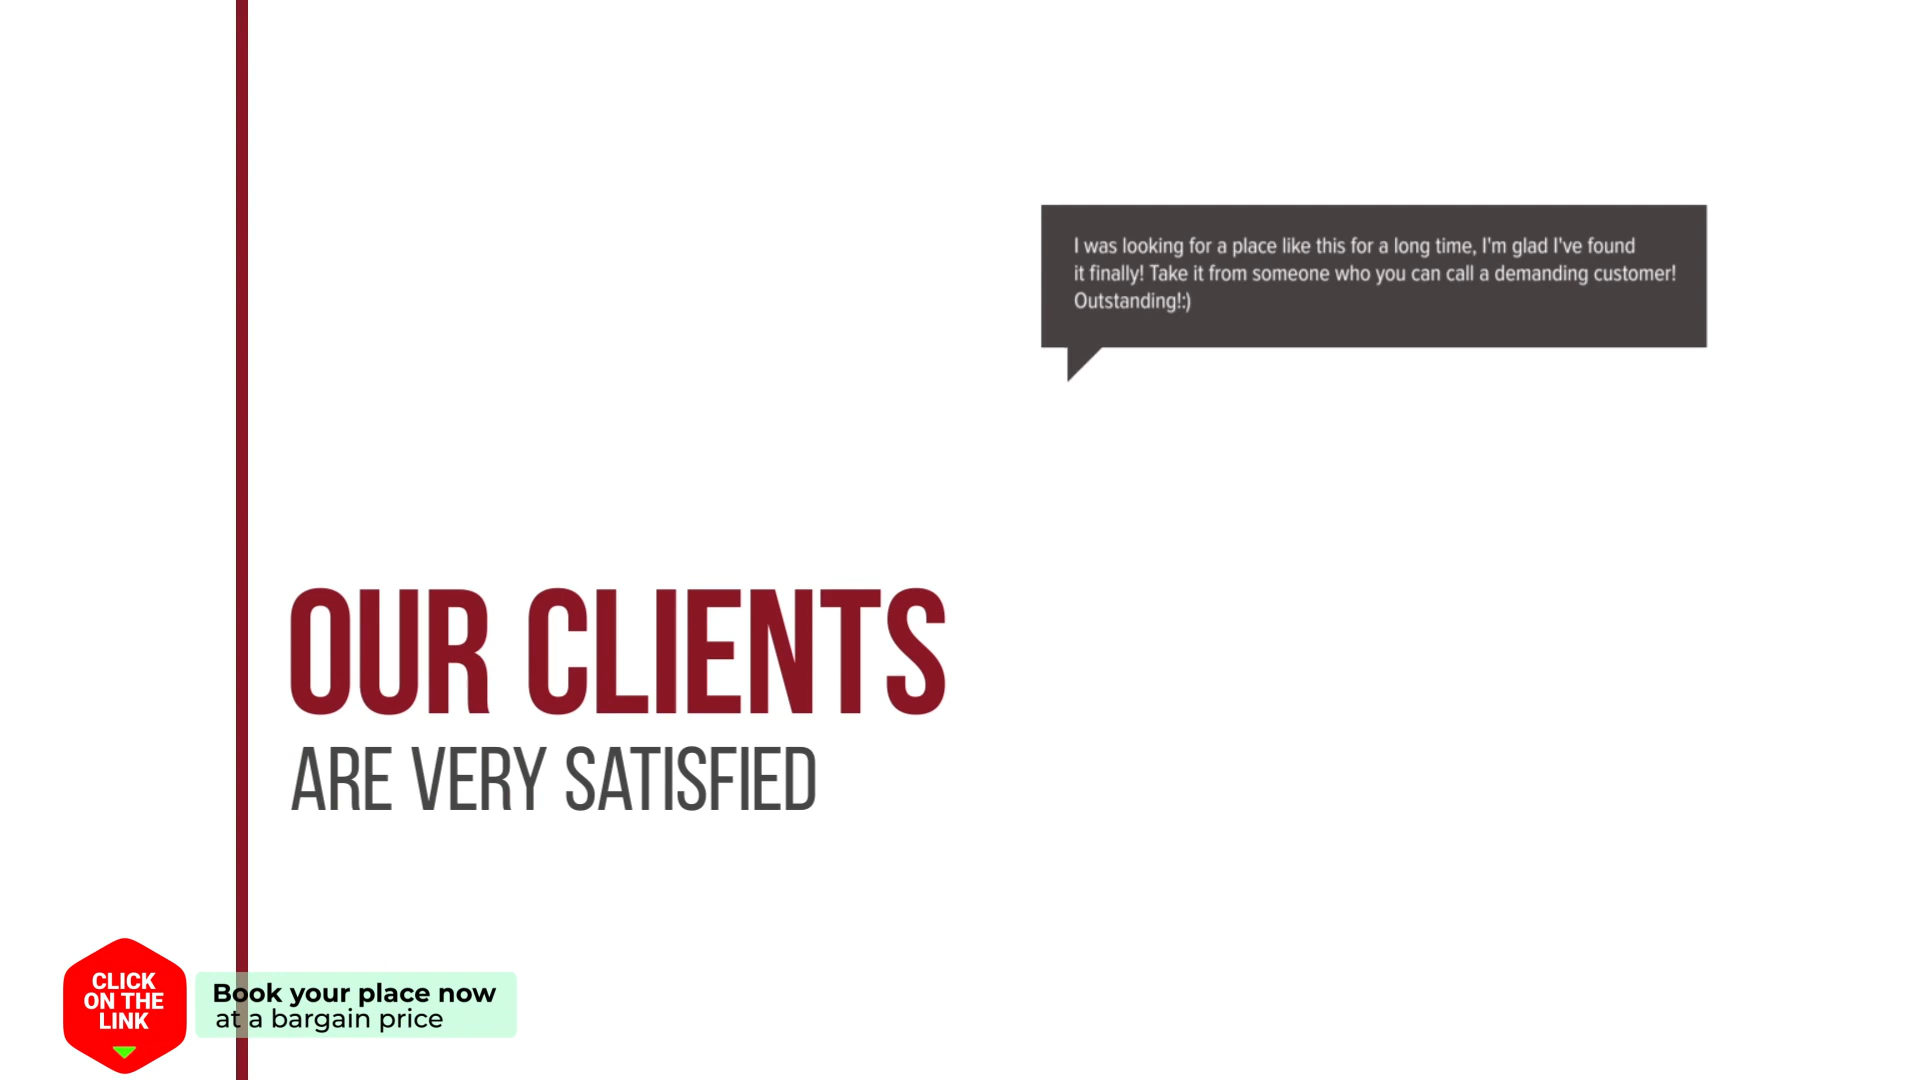 I was looking for a place like this for a long time, I'm glad I've found
it finally! Take it from someone who you can call a demanding customer!
Outstanding!:)
OUR CLIENTS
ARE VERY SATISFIED
CLICK
ON THE
LINK
Book your place now
at a bargain price